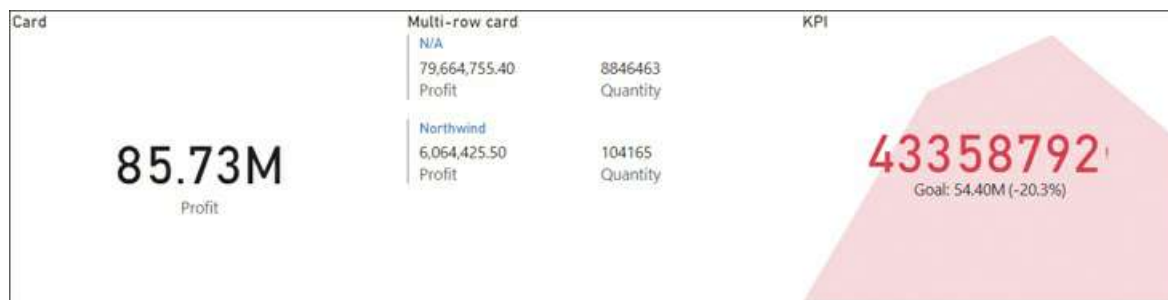 Card
85.73M
Profit
Multi-row card
N/A
79,664,755.40 8846463
Profit Quantity
Northwind
6,064,425.50 104165
Profit Quantity
KPI
43358792
Goal: 54.40M (-20.3%)